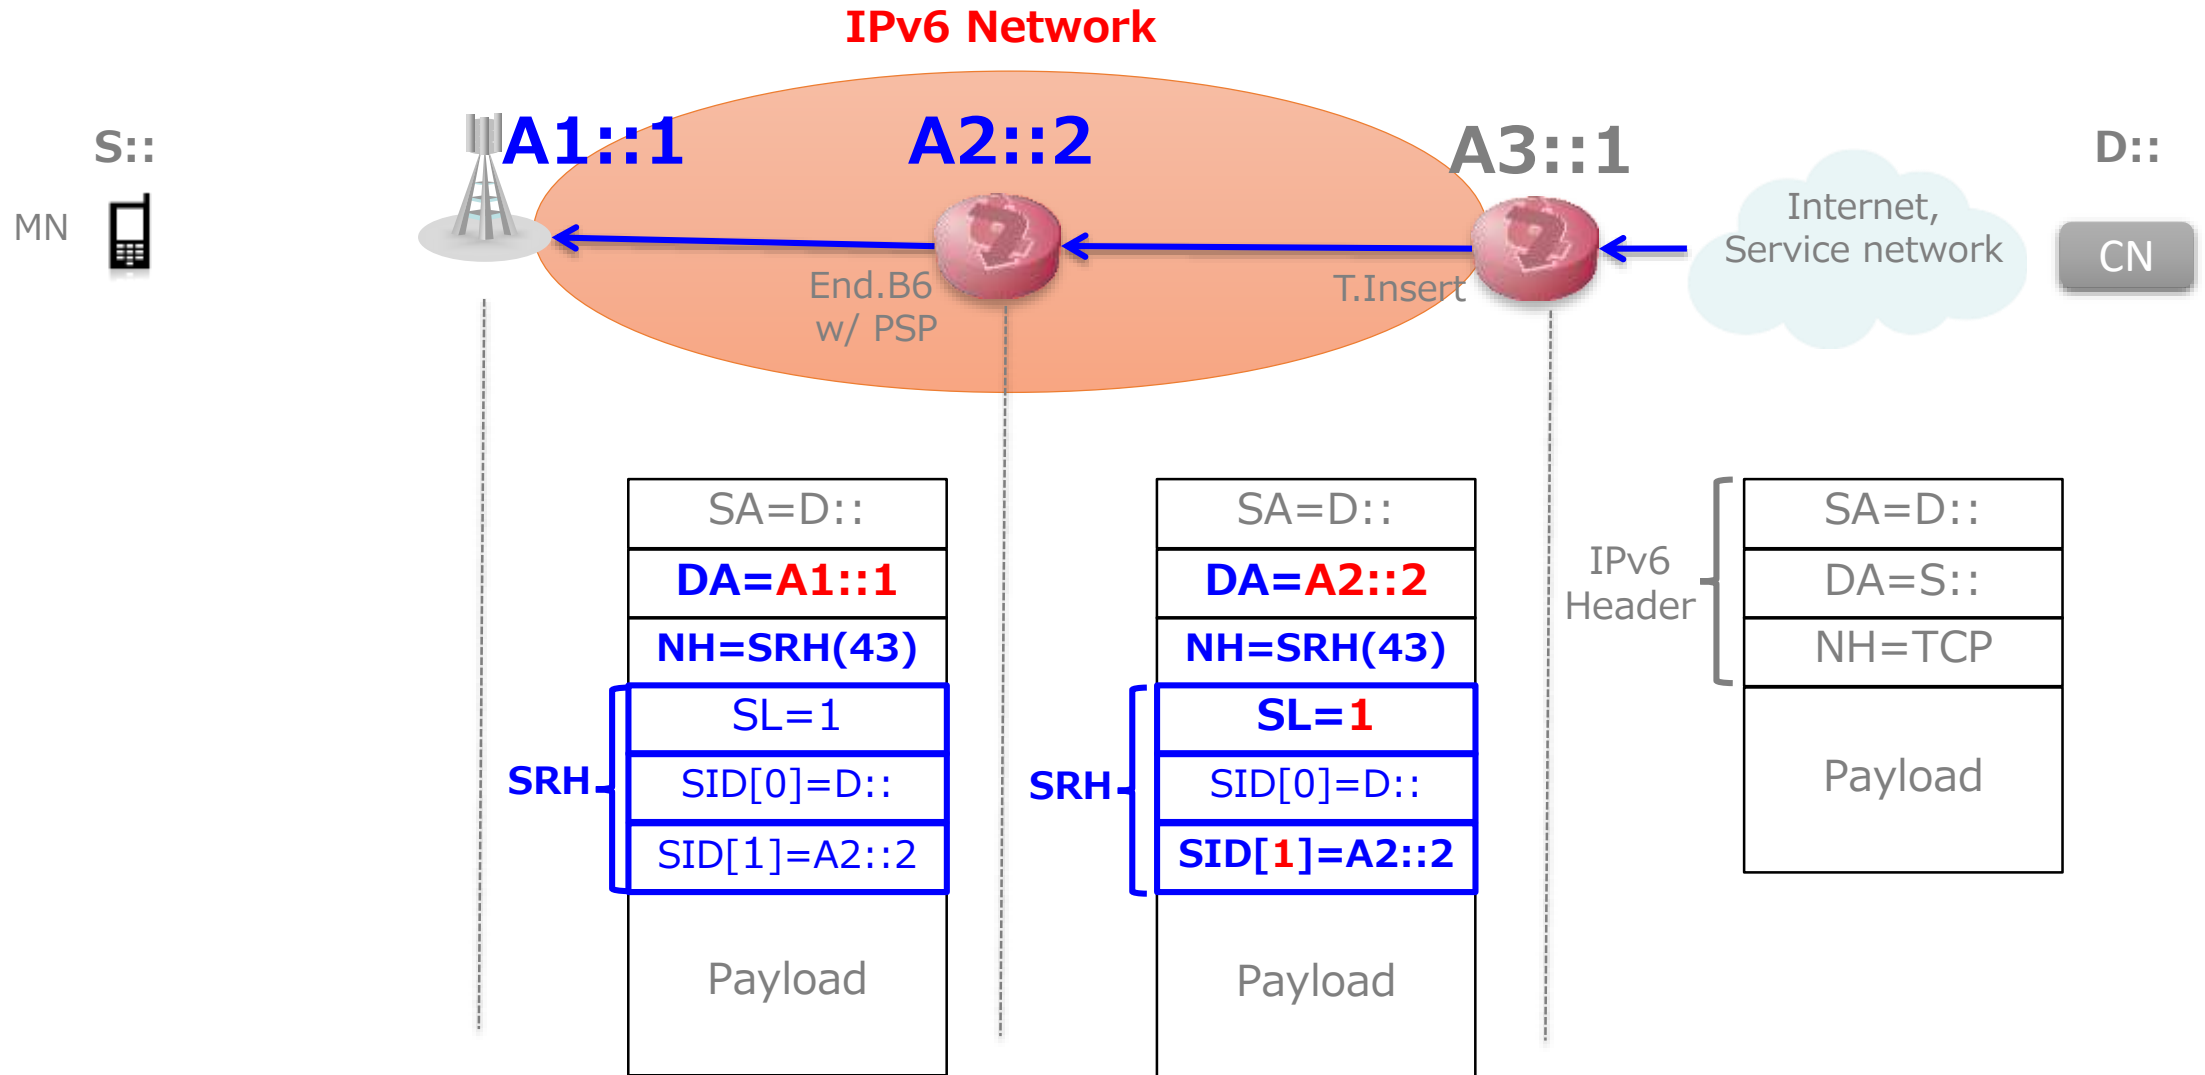 IPv6 Network
S::
A1::1
A2::2
A3::1
D::
MN
Internet,
Service network
CN
End.B6
w/ PSP
T.Insert
SA=D::
DA=A1::1
NH=SRH(43)
SRH
SL=1
SID[0]=D::
SID[1]=A2::2
Payload
SA=D::
DA=A2::2
NH=SRH(43)
SRH
SL=1
SID[0]=D::
SID[1]=A2::2
Payload
IPv6
Header
SA=D::
DA=S::
NH=TCP
Payload